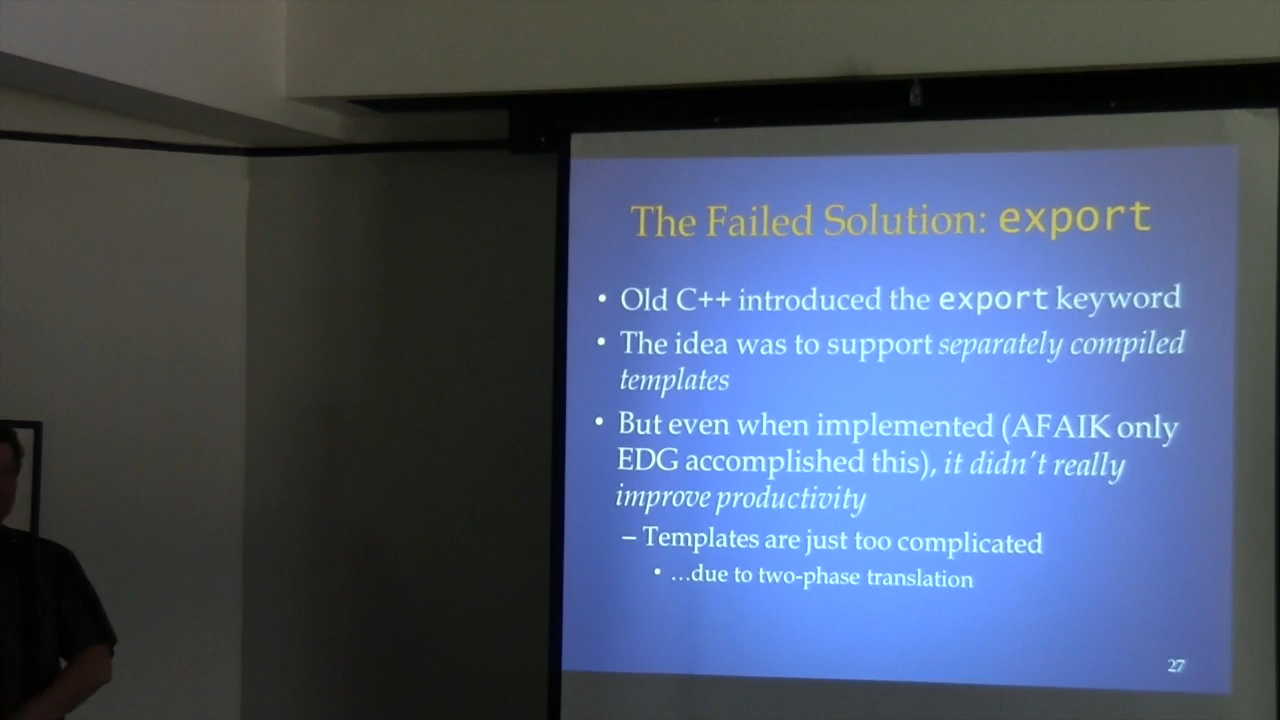 The Failed Solution: export
• Old C++ introduced the export keyword
• The idea was to support separately compiled
templates
• But even when implemented (AFAIK only
EDG accomplished this), it didn't really
improve productivity
– Templates are just too complicated
• …due to two-phase translation
27